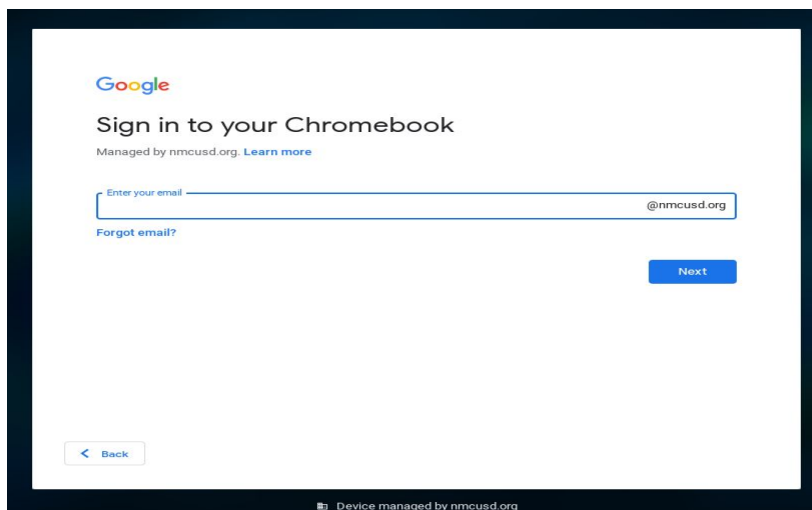 Google
Sign in to your Chromebook
Managed by nmcusd.org. Learn more
Enter your email
@nmcusd.org
Forgot email?
Next
Back
Device managed by nmcusd.org